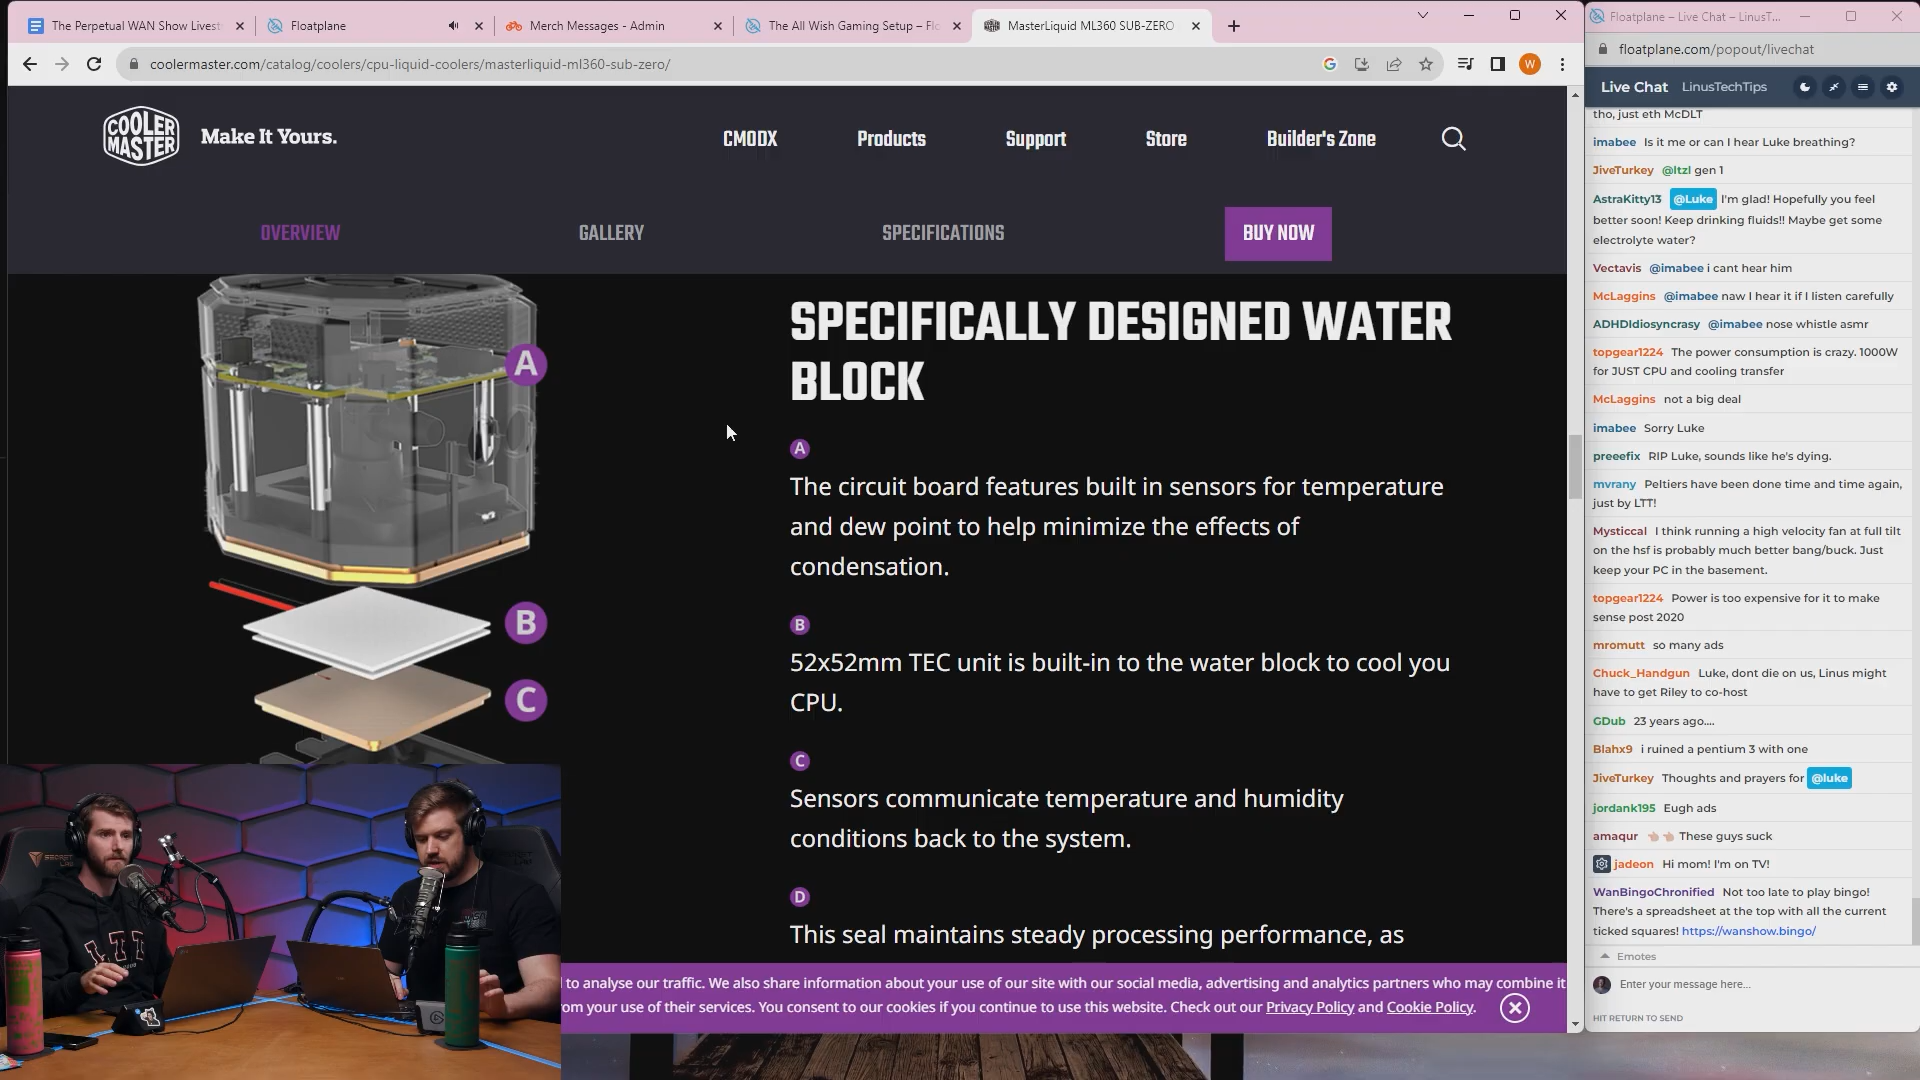 The Perpetual WAN Show Livest
Floatplane
Merch Messages - Admin
The All Wish Gaming Setup – Flo
MasterLiquid ML360 SUB-ZERO
coolermaster.com/catalog/coolers/cpu-liquid-coolers/masterliquid-ml360-sub-zero/
W
COOLER
MASTER
Make It Yours.
CMODX
Products
Support
Store
Builder's Zone
OVERVIEW
GALLERY
SPECIFICATIONS
BUY NOW
A
B
C
SPECIFICALLY DESIGNED WATER
BLOCK
A
The circuit board features built in sensors for temperature
and dew point to help minimize the effects of
condensation.
B
52x52mm TEC unit is built-in to the water block to cool you
CPU.
C
Sensors communicate temperature and humidity
conditions back to the system.
D
This seal maintains steady processing performance, as
to analyse our traffic. We also share information about your use of our site with our social media, advertising and analytics partners who may combine it
om your use of their services. You consent to our cookies if you continue to use this website. Check out our Privacy Policy and Cookie Policy.
LTT
Floatplane – Live Chat – LinusT...
floatplane.com/popout/livechat
Live Chat LinusTechTips
tho, just eth McDLT
imabee Is it me or can I hear Luke breathing?
JiveTurkey @ltzl gen 1
AstraKitty13 @Luke I'm glad! Hopefully you feel
better soon! Keep drinking fluids!! Maybe get some
electrolyte water?
Vectavis @imabee i cant hear him
McLaggins @imabee naw I hear it if I listen carefully
ADHDIdiosyncrasy @imabee nose whistle asmr
topgear1224 The power consumption is crazy. 1000W
for JUST CPU and cooling transfer
McLaggins not a big deal
imabee Sorry Luke
preeefix RIP Luke, sounds like he's dying.
mvrany Peltiers have been done time and time again,
just by LTT!
Mysticcal I think running a high velocity fan at full tilt
on the hsf is probably much better bang/buck. Just
keep your PC in the basement.
topgear1224 Power is too expensive for it to make
sense post 2020
mromutt so many ads
Chuck_Handgun Luke, dont die on us, Linus might
have to get Riley to co-host
GDub 23 years ago....
Blahx9 i ruined a pentium 3 with one
JiveTurkey Thoughts and prayers for @luke
jordank195 Eugh ads
amaqur 👈🏻 👈🏻 These guys suck
jadeon Hi mom! I'm on TV!
WanBingoChronified Not too late to play bingo!
There's a spreadsheet at the top with all the current
ticked squares! https://wanshow.bingo/
Emotes
Enter your message here...
HIT RETURN TO SEND